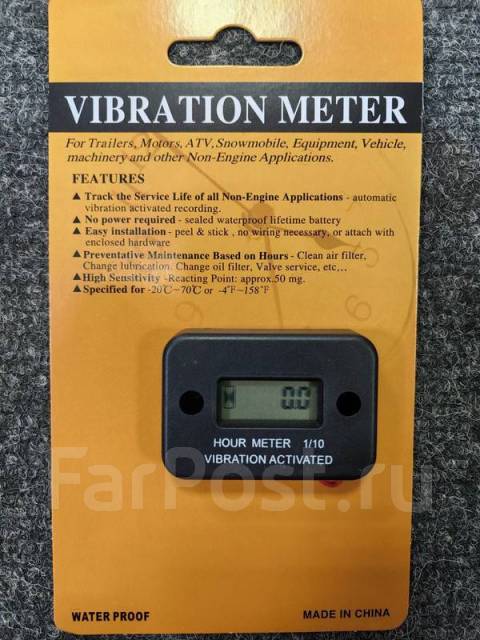 VIBRATION METER
For Trailers, Motors, ATV, Snowmobile, Equipment, Vehicle,
machinery and other Non-Engine Applications.
FEATURES
▲ Track the Service Life of all Non-Engine Applications - automatic
vibration activated recording.
▲ No power required - sealed waterproof lifetime battery
▲ Easy installation - peel & stick , no wiring necessary, or attach with
enclosed hardware
▲ Preventative Maintenance Based on Hours - Clean air filter,
Change lubrication, Change oil filter, Valve service, etc,..
▲ High Sensitivity -Reacting Point: approx.50 mg.
▲ Specified for -20℃~70℃ or -4℉~158℉
0.0
HOUR METER 1/10
VIBRATION ACTIVATED
FarPost.ru
WATER PROOF
MADE IN CHINA